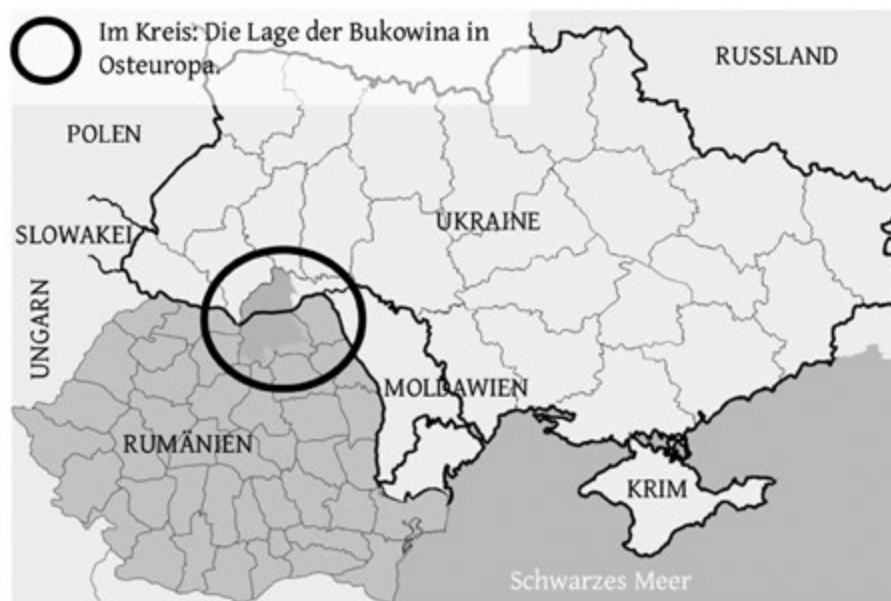 Im Kreis: Die Lage der Bukowina in
Osteuropa.
RUSSLAND
POLEN
SLOWAKEI
UKRAINE
UNGARN
MOLDAWIEN
RUMÄNIEN
KRIM
Schwarzes Meer